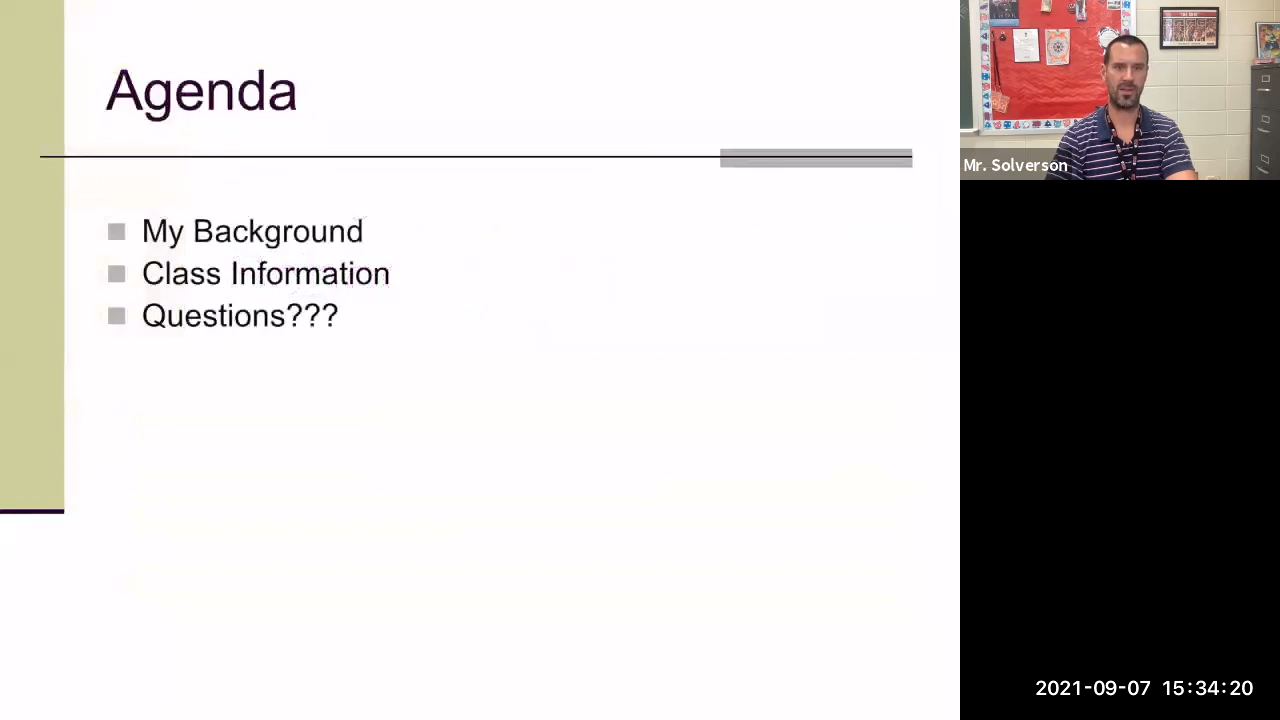 Agenda
My Background
Class Information
Questions???
Mr. Solverson
2021-09-07 15:34:20